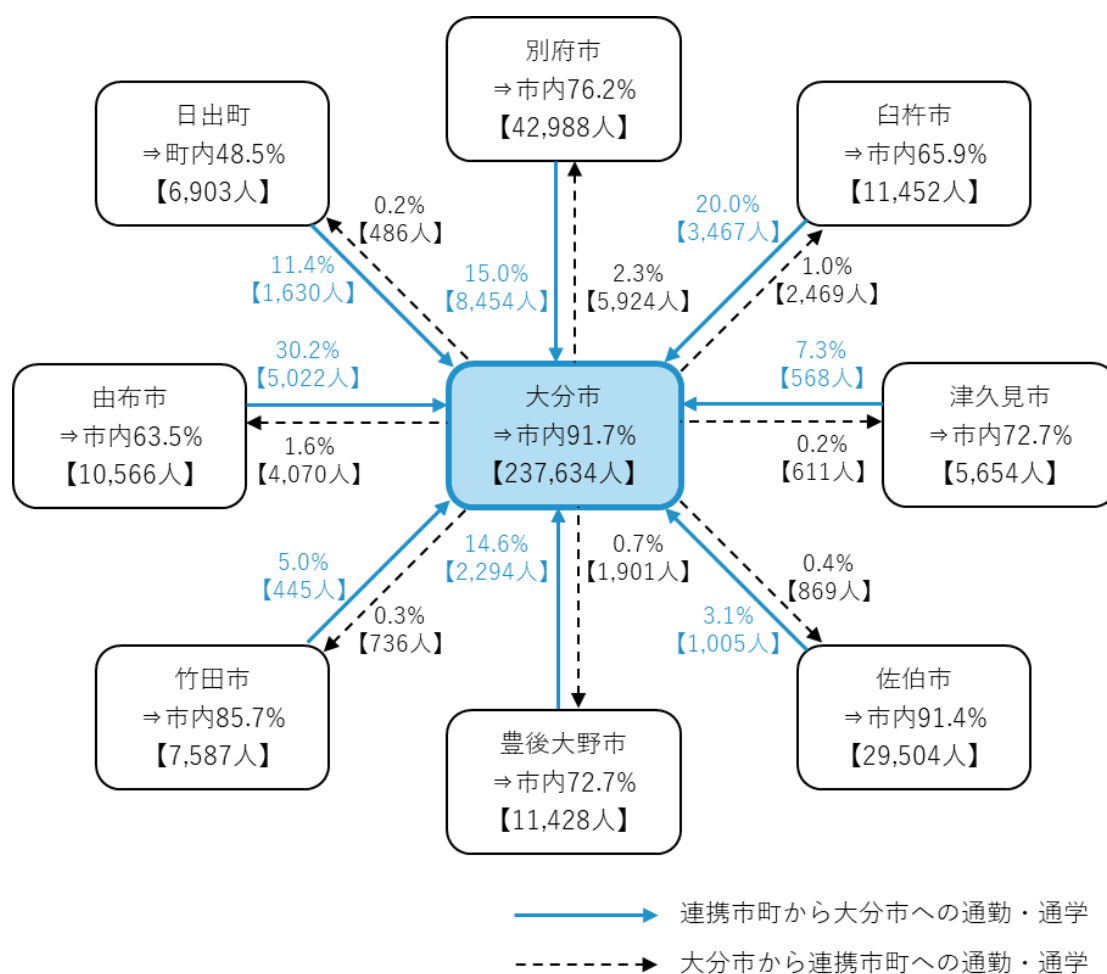 別府市
⇒市内76.2%
【42,988人】
日出町
⇒町内48.5%
【6,903人】
臼杵市
⇒市内65.9%
【11,452人】
0.2%
【486人】
20.0%
【3,467人】
11.4%
【1,630人】
15.0%
【8,454人】
2.3%
【5,924人】
1.0%
【2,469人】
30.2%
【5,022人】
7.3%
【568人】
由布市
⇒市内63.5%
【10,566人】
大分市
⇒市内91.7%
【237,634人】
津久見市
⇒市内72.7%
【5,654人】
1.6%
【4,070人】
0.2%
【611人】
5.0%
【445人】
14.6%
【2,294人】
0.7%
【1,901人】
0.4%
【869人】
0.3%
【736人】
3.1%
【1,005人】
竹田市
⇒市内85.7%
【7,587人】
豊後大野市
⇒市内72.7%
【11,428人】
佐伯市
⇒市内91.4%
【29,504人】
連携市町から大分市への通勤・通学
大分市から連携市町への通勤・通学